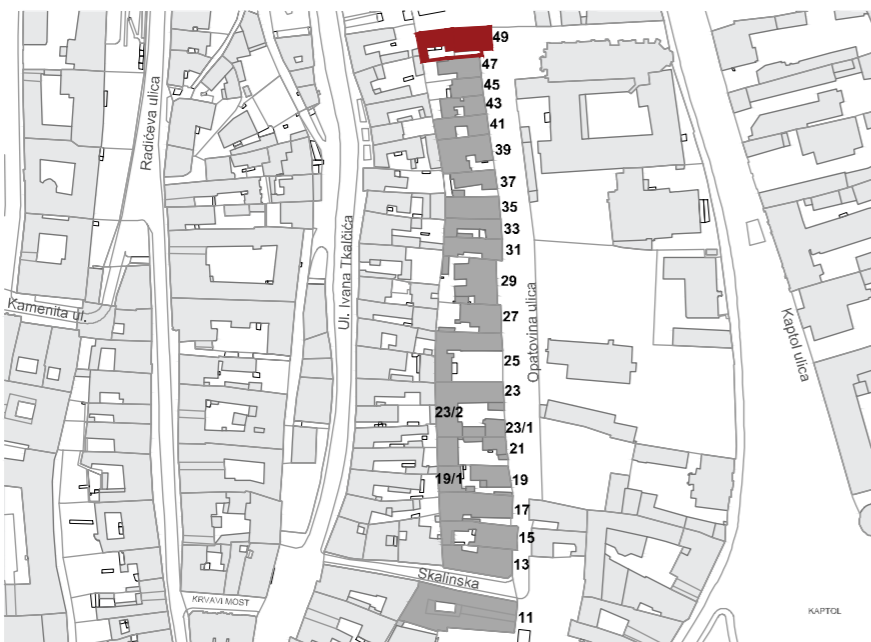 49
47
45
43
41
39
37
35
33
31
29
27
25
23
23/2
23/1
21
19/1
19
17
15
13
11
Radićeva ulica
Kamenita ul.
Ul. Ivana Tkalčića
Opatovina ulica
Kaptol ulica
Skalinska
KRVAVI MOST
KAPTOL